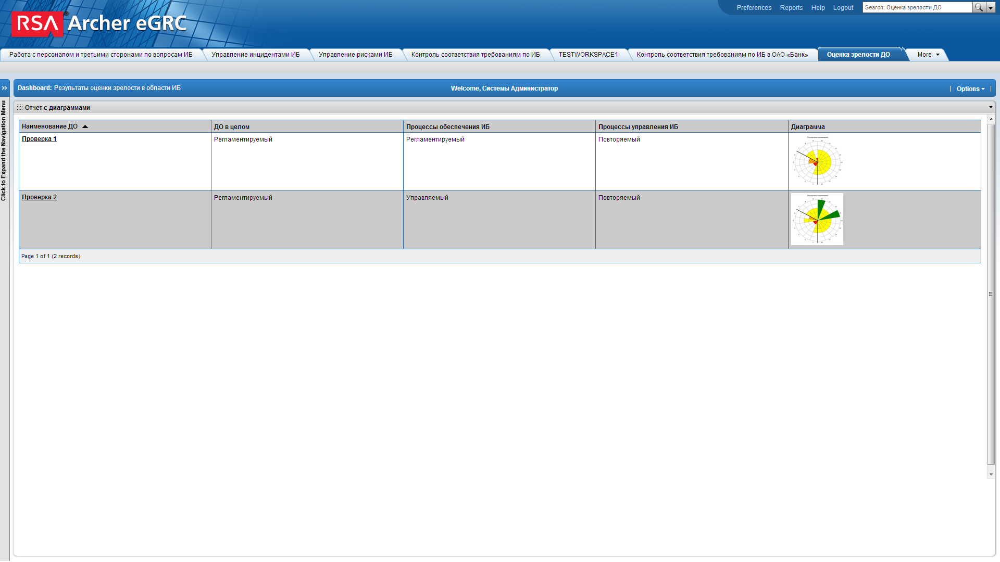 Preferences Reports Help Logout Search: Оценка зрелости ДО
RSA® Archer eGRC
Работа с персоналом и третьими сторонами по вопросам ИБ Управление инцидентами ИБ Управление рисками ИБ Контроль соответствия требованиям по ИБ TESTWORKSPACE1 Контроль соответствия требованиям по ИБ в ОАО «Банк» Оценка зрелости ДО More
Dashboard: Результаты оценки зрелости в области ИБ Welcome, Системы Администратор | Options |
Click to Expand the Navigation Menu
Отчет с диаграммами
Наименование ДО ДО в целом Процессы обеспечения ИБ Процессы управления ИБ Диаграмма
Проверка 1 Регламентируемый Регламентируемый Повторяемый
Проверка 2 Регламентируемый Управляемый Повторяемый
Page 1 of 1 (2 records)